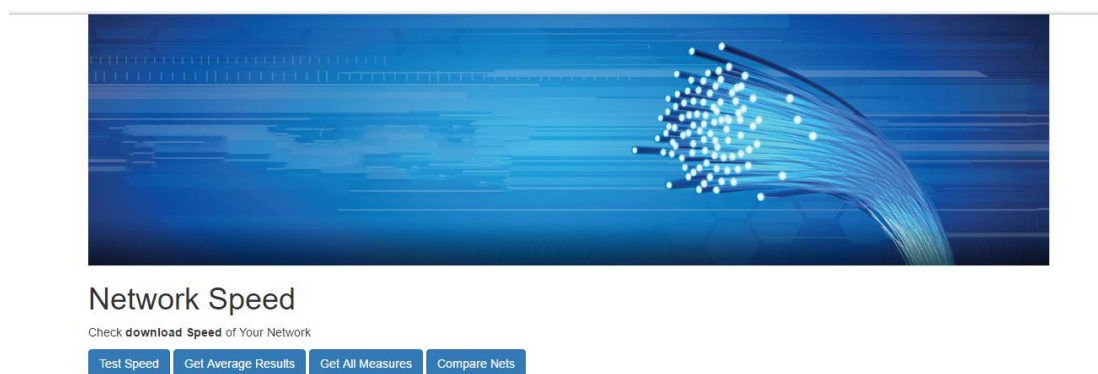 Network Speed
Check download Speed of Your Network
Test Speed Get Average Results Get All Measures Compare Nets